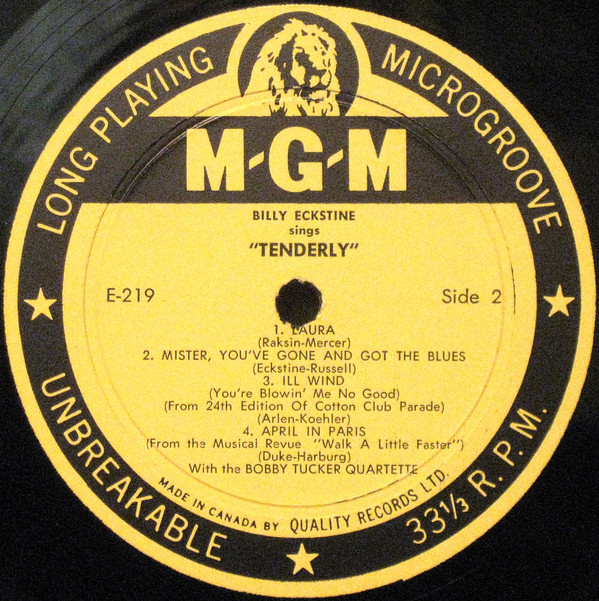 LONG PLAYING
MICROGROOVE
M-G-M
BILLY ECKSTINE
sings
"TENDERLY"
E-219
Side 2
1. LAURA
(Raksin-Mercer)
2. MISTER, YOU'VE GONE AND GOT THE BLUES
(Eckstine-Russell)
3. ILL WIND
(You're Blowin' Me No Good)
(From 24th Edition Of Cotton Club Parade)
(Arlen-Koehler)
4. APRIL IN PARIS
(From the Musical Revue "Walk A Little Faster")
(Duke-Harburg)
With the BOBBY TUCKER QUARTETTE
MADE IN CANADA BY QUALITY RECORDS LTD.
UNBREAKABLE
33⅓ R.P.M.